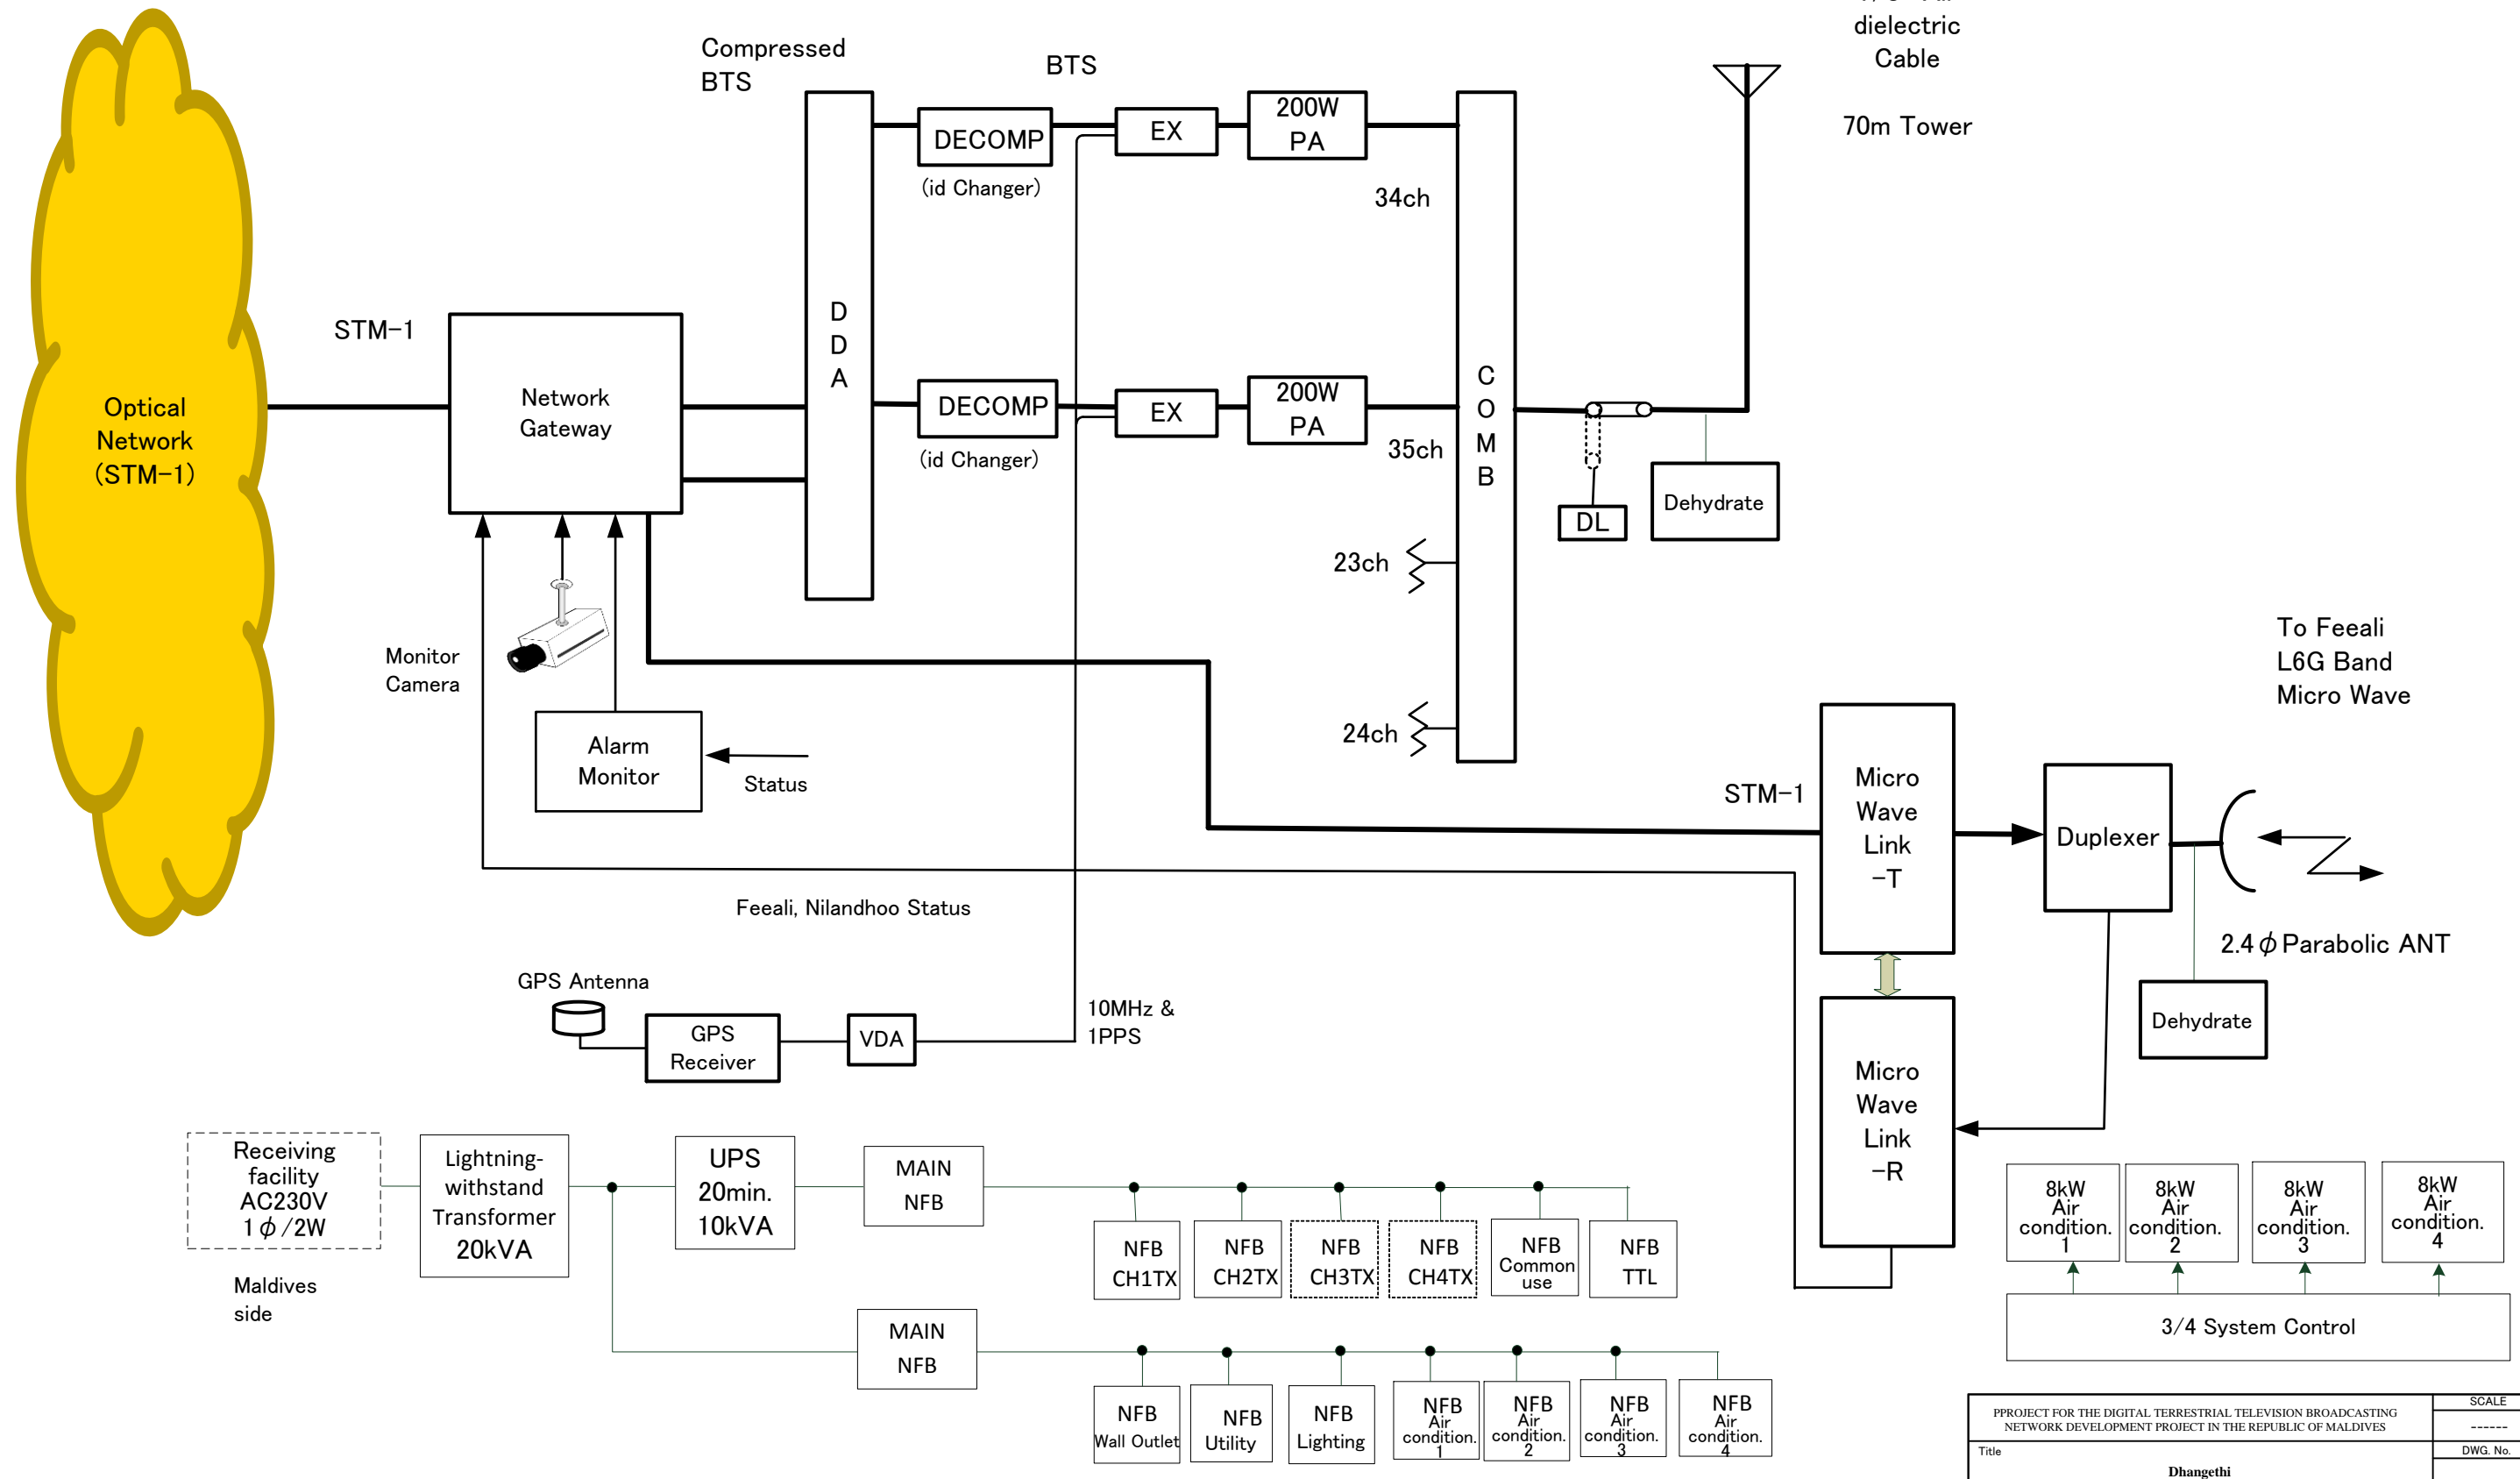 dielectric
Cable
70m Tower
Compressed
BTS
BTS
DECOMP
(id Changer)
EX
200W
PA
34ch
D
D
A
STM-1
Network
Gateway
Optical
Network
(STM-1)
DECOMP
(id Changer)
EX
200W
PA
35ch
C
O
M
B
DL
Dehydrate
23ch
24ch
Monitor
Camera
Alarm
Monitor
Status
To Feeali
L6G Band
Micro Wave
STM-1
Micro
Wave
Link
-T
Duplexer
2.4φParabolic ANT
Dehydrate
Feeali, Nilandhoo Status
GPS Antenna
GPS
Receiver
VDA
10MHz &
1PPS
Micro
Wave
Link
-R
Receiving
facility
AC230V
1φ/2W
Maldives
side
Lightning-
withstand
Transformer
20kVA
UPS
20min.
10kVA
MAIN
NFB
NFB
CH1TX
NFB
CH2TX
NFB
CH3TX
NFB
CH4TX
NFB
Common
use
NFB
TTL
MAIN
NFB
NFB
Wall Outlet
NFB
Utility
NFB
Lighting
NFB
Air
condition.
1
NFB
Air
condition.
2
NFB
Air
condition.
3
NFB
Air
condition.
4
8kW
Air
condition.
1
8kW
Air
condition.
2
8kW
Air
condition.
3
8kW
Air
condition.
4
3/4 System Control
PPROJECT FOR THE DIGITAL TERRESTRIAL TELEVISION BROADCASTING
NETWORK DEVELOPMENT PROJECT IN THE REPUBLIC OF MALDIVES
SCALE
------
Title
DWG. No.
Dhangethi